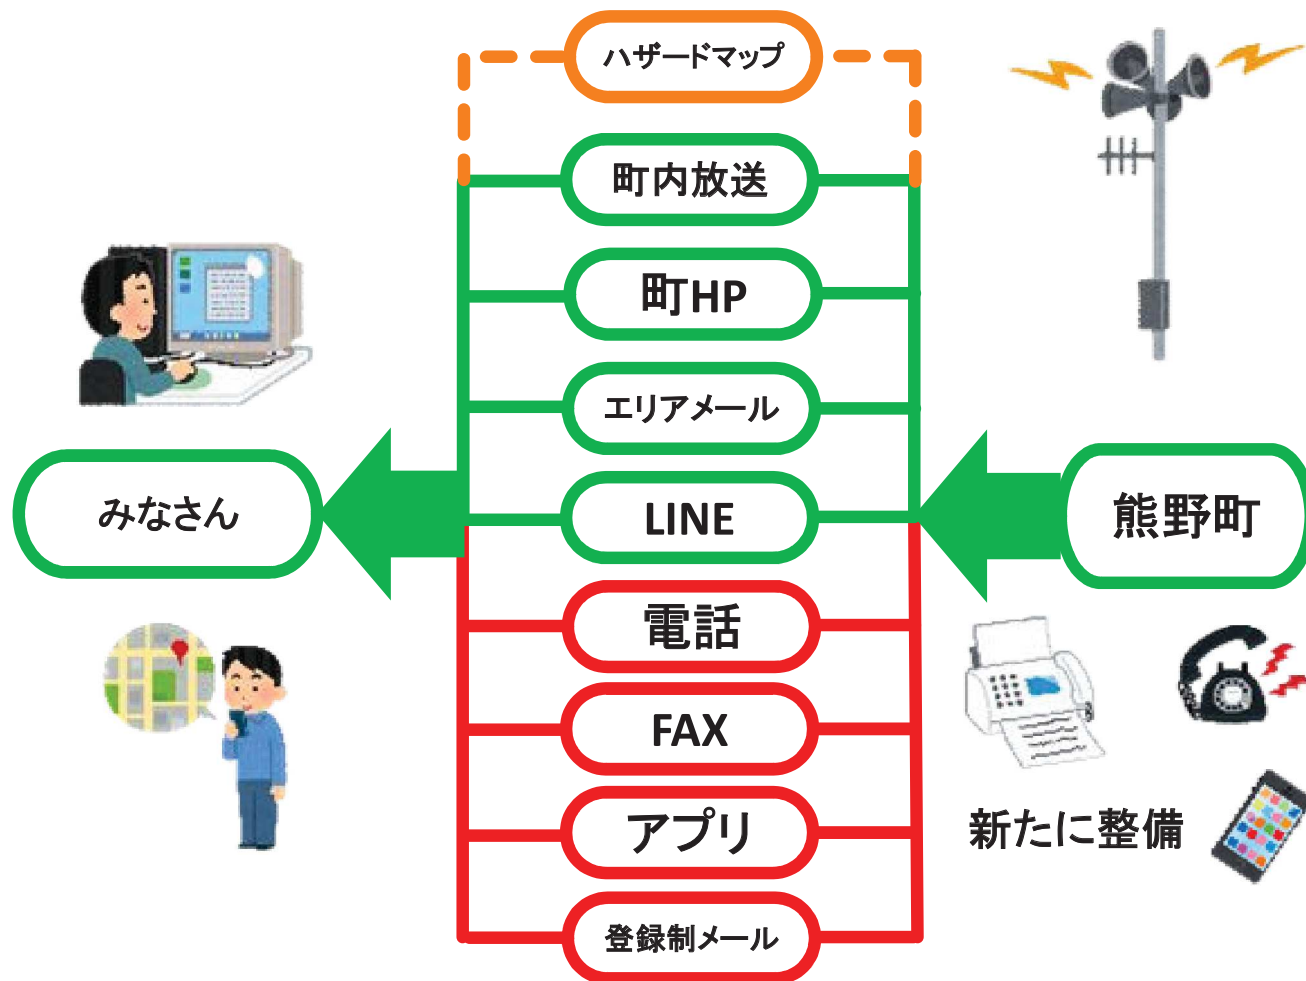 ハザードマップ
町内放送
町HP
エリアメール
LINE
みなさん
熊野町
電話
FAX
アプリ
新たに整備
登録制メール